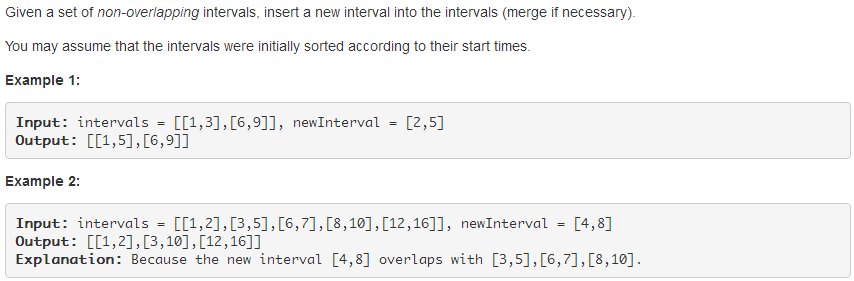 Given a set of non-overlapping intervals, insert a new interval into the intervals (merge if necessary).
You may assume that the intervals were initially sorted according to their start times.
Example 1:
Input: intervals = [[1,3],[6,9]], newInterval = [2,5]
Output: [[1,5],[6,9]]
Example 2:
Input: intervals = [[1,2],[3,5],[6,7],[8,10],[12,16]], newInterval = [4,8]
Output: [[1,2],[3,10],[12,16]]
Explanation: Because the new interval [4,8] overlaps with [3,5],[6,7],[8,10].